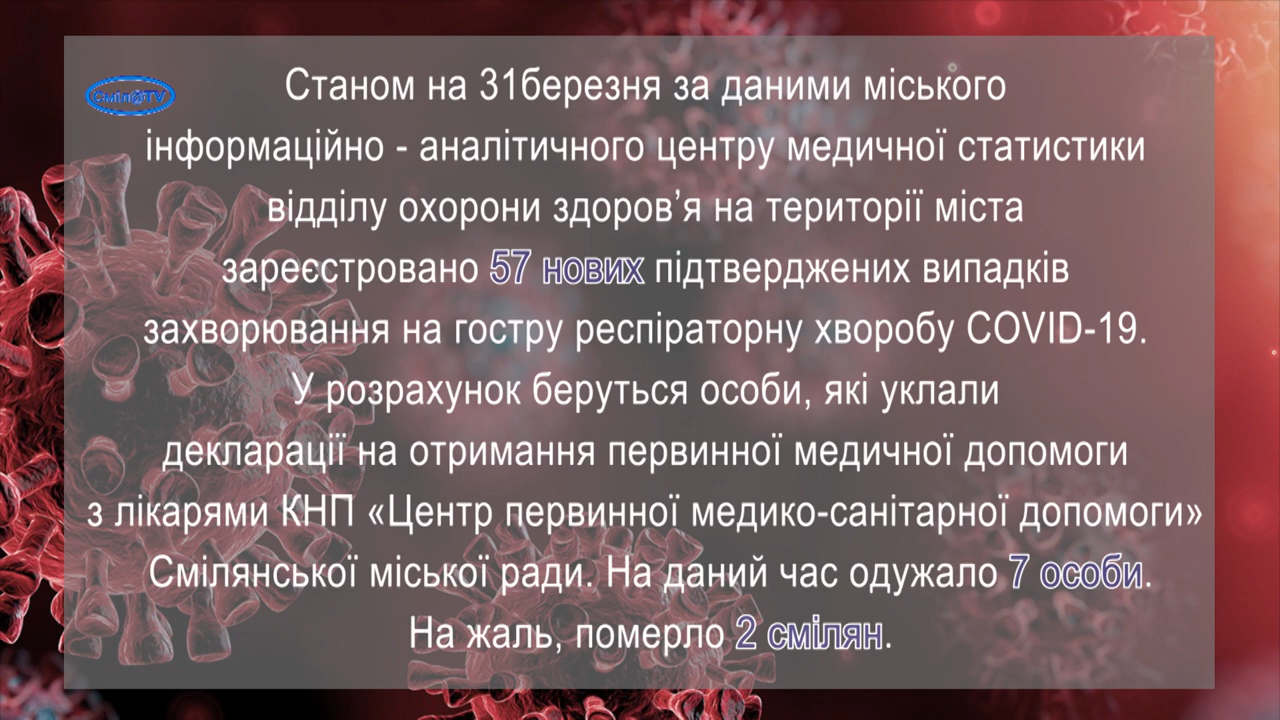 Сміл@TV
Станом на 31березня за даними міського
інформаційно - аналітичного центру медичної статистики
відділу охорони здоров’я на території міста
зареєстровано 57 нових підтверджених випадків
захворювання на гостру респіраторну хворобу COVID-19.
У розрахунок беруться особи, які уклали
декларації на отримання первинної медичної допомоги
з лікарями КНП «Центр первинної медико-санітарної допомоги»
Смілянської міської ради. На даний час одужало 7 особи.
На жаль, померло 2 смілян.